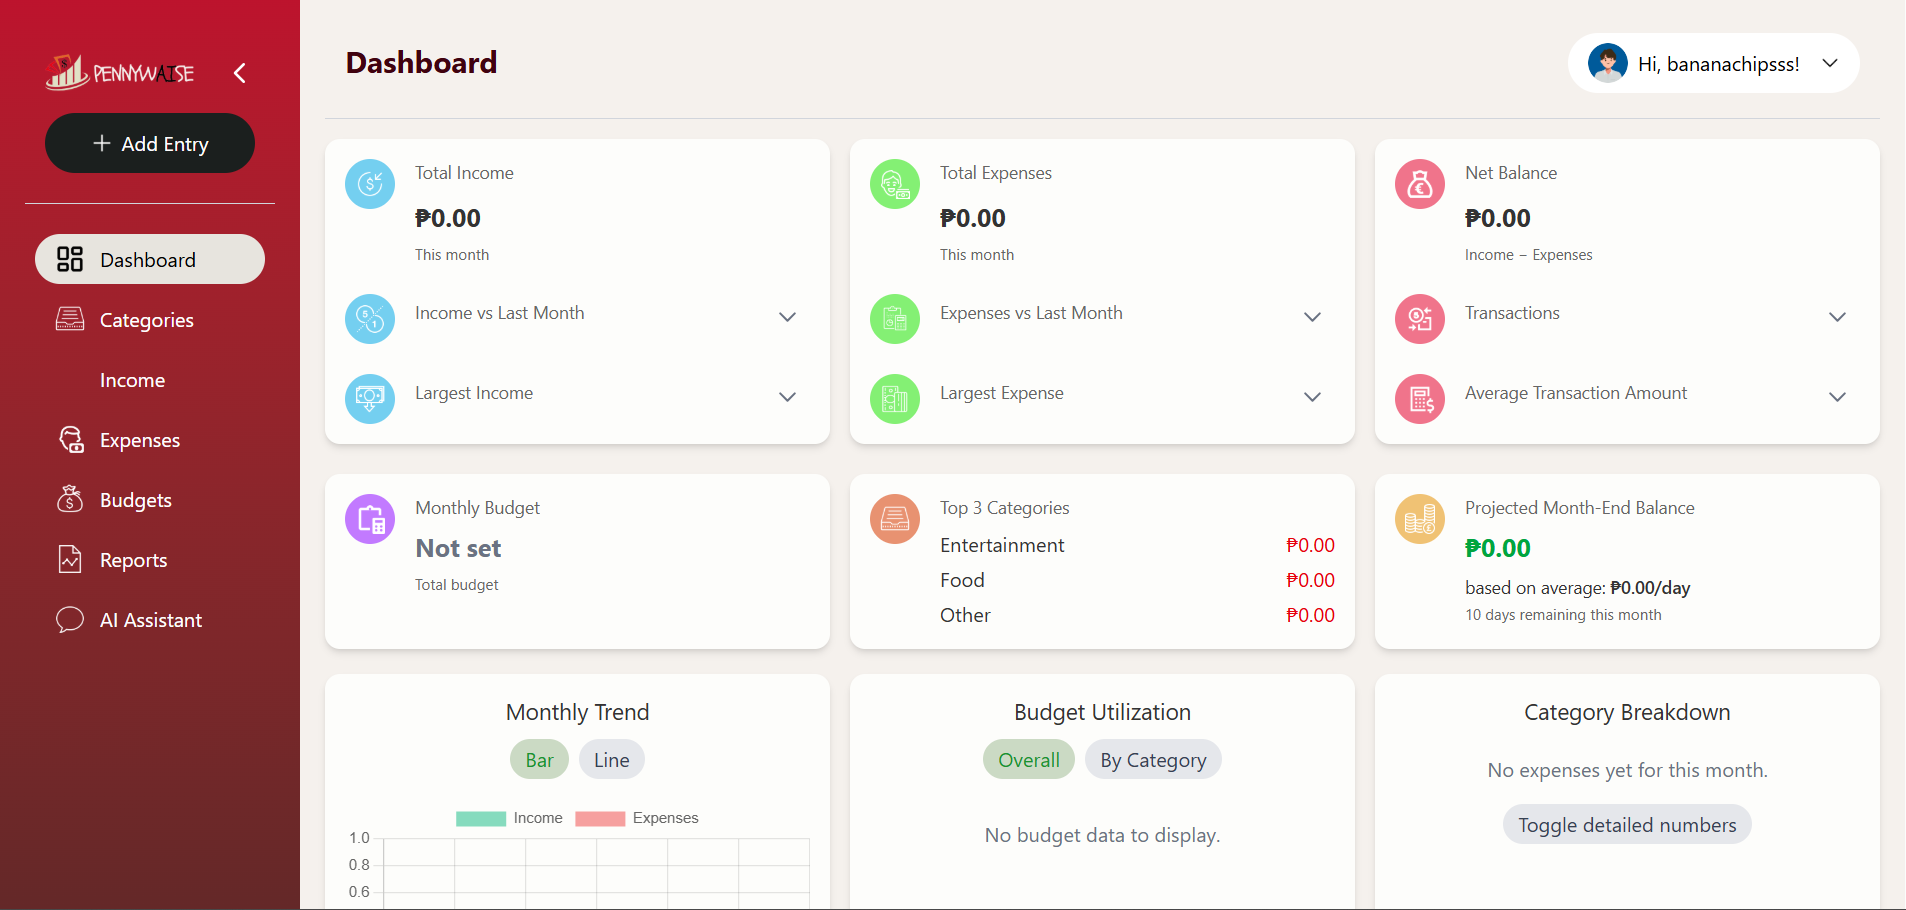 PENNYWAISE
Add Entry
Dashboard
Categories
Income
Expenses
Budgets
Reports
AI Assistant
Dashboard
Hi, bananachipsss!
Total Income
₱0.00
This month
Income vs Last Month
Largest Income
Total Expenses
₱0.00
This month
Expenses vs Last Month
Largest Expense
Net Balance
₱0.00
Income − Expenses
Transactions
Average Transaction Amount
Monthly Budget
Not set
Total budget
Top 3 Categories
Entertainment ₱0.00
Food ₱0.00
Other ₱0.00
Projected Month-End Balance
₱0.00
based on average: ₱0.00/day
10 days remaining this month
Monthly Trend
Bar Line
Income Expenses
1.0
0.8
0.6
Budget Utilization
Overall By Category
No budget data to display.
Category Breakdown
No expenses yet for this month.
Toggle detailed numbers